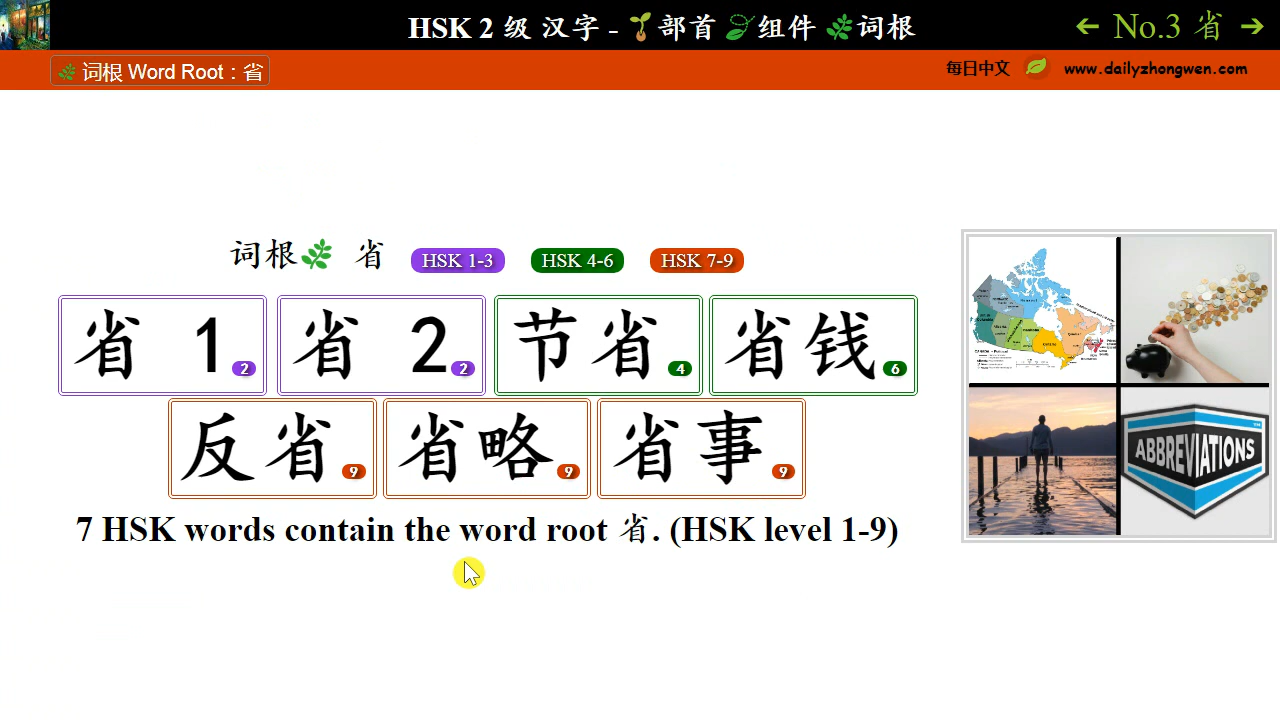 HSK 2 级 汉字 - 部首 组件 词根
No.3 省
词根 Word Root：省
每日中文 www.dailyzhongwen.com
词根 省 HSK 1-3 HSK 4-6 HSK 7-9
省 1 2 省 2 2 节省 4 省钱 6
反省 9 省略 9 省事 9
7 HSK words contain the word root 省. (HSK level 1-9)
ABBREVIATIONS